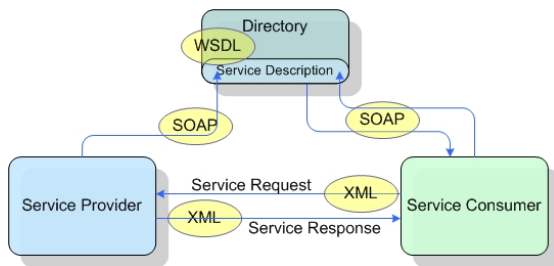 Directory
WSDL
Service Description
SOAP
SOAP
Service Request
XML
Service Provider
Service Consumer
XML
Service Response